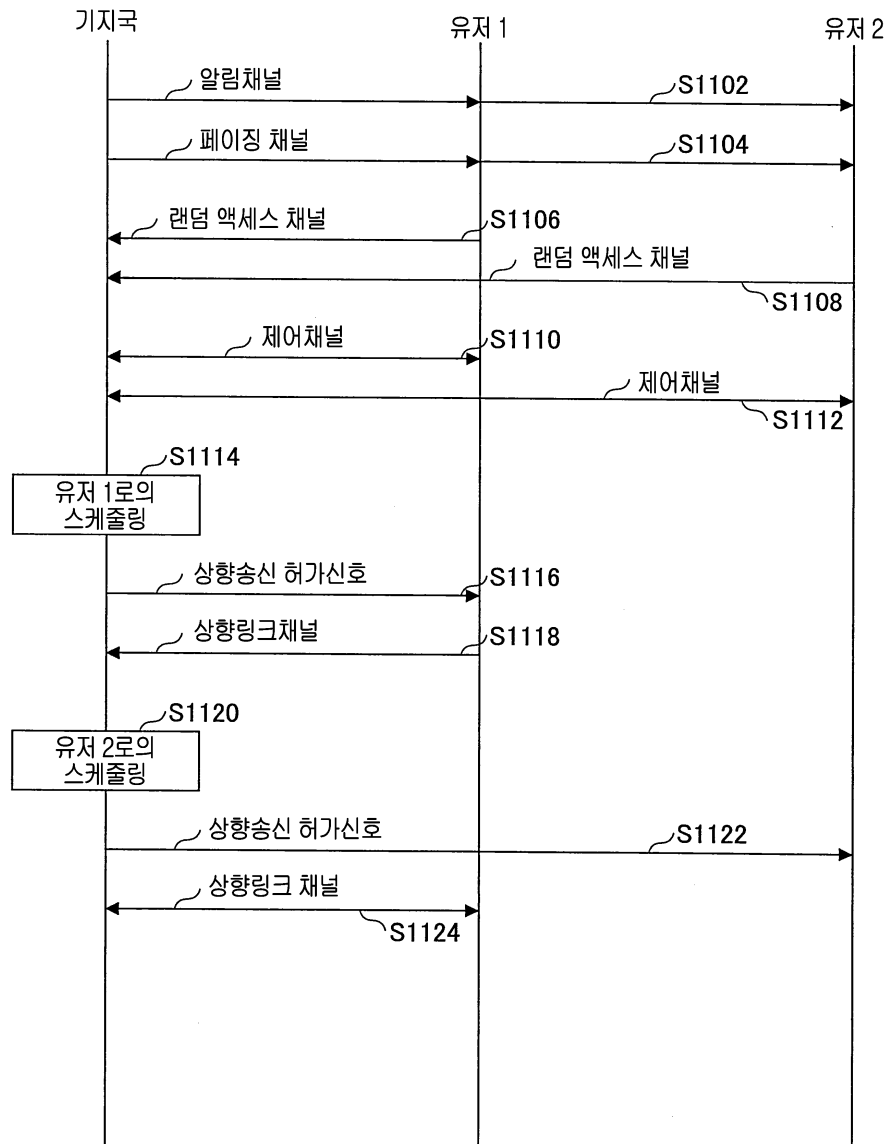 기지국
유저 1
유저 2
알림채널
S1102
페이징 채널
S1104
랜덤 액세스 채널
S1106
랜덤 액세스 채널
S1108
제어채널
S1110
제어채널
S1112
S1114
유저 1로의
스케줄링
상향송신 허가신호
S1116
상향링크채널
S1118
S1120
유저 2로의
스케줄링
상향송신 허가신호
S1122
상향링크 채널
S1124